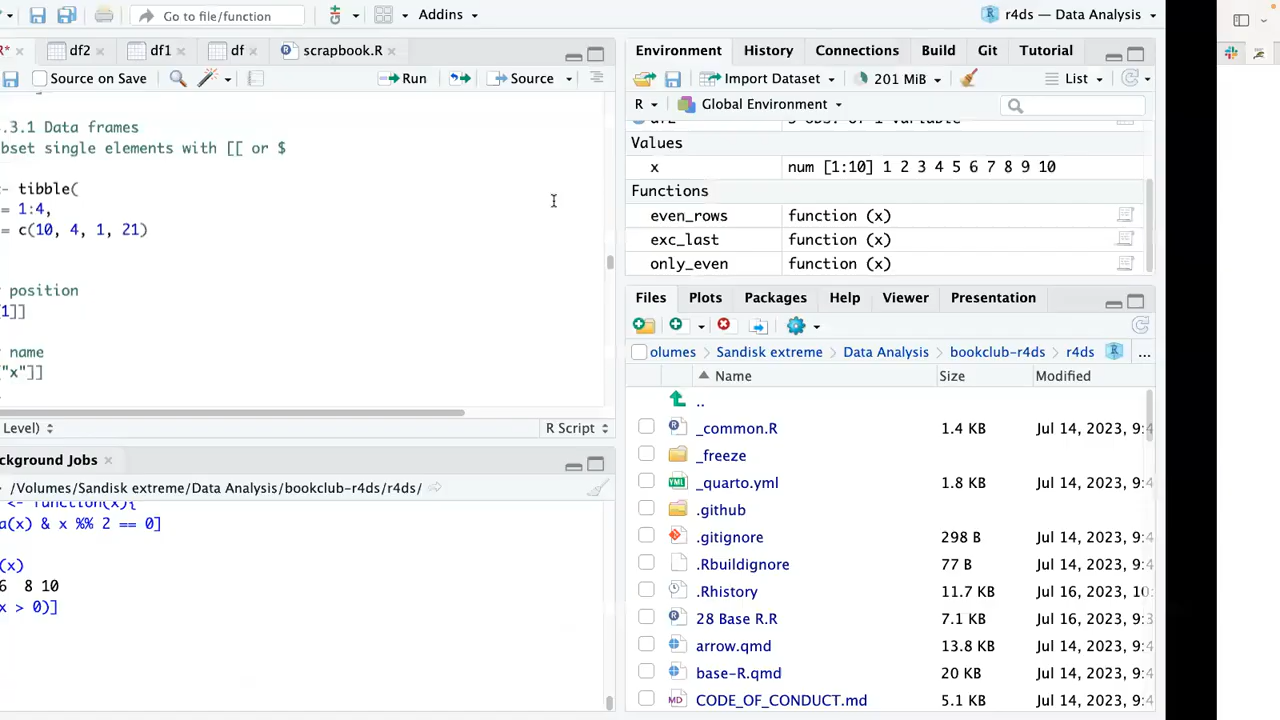 Go to file/function
Addins
r4ds — Data Analysis
df2
df1
df
scrapbook.R
Source on Save
Run
Source
.3.1 Data frames
bset single elements with [[ or $
- tibble(
= 1:4,
= c(10, 4, 1, 21)
position
[1]]
name
"x"]]
Level)
R Script
ckground Jobs
/Volumes/Sandisk extreme/Data Analysis/bookclub-r4ds/r4ds/
<- function(x){
a(x) & x %% 2 == 0]
(x)
6 8 10
x > 0)]
Environment
History
Connections
Build
Git
Tutorial
Import Dataset
201 MiB
List
R
Global Environment
Values
x
num [1:10] 1 2 3 4 5 6 7 8 9 10
Functions
even_rows
function (x)
exc_last
function (x)
only_even
function (x)
Files
Plots
Packages
Help
Viewer
Presentation
olumes
Sandisk extreme
Data Analysis
bookclub-r4ds
r4ds
...
Name
Size
Modified
..
_common.R
1.4 KB
Jul 14, 2023, 9:4
_freeze
_quarto.yml
1.8 KB
Jul 14, 2023, 9:4
.github
.gitignore
298 B
Jul 14, 2023, 9:4
.Rbuildignore
77 B
Jul 14, 2023, 9:4
.Rhistory
11.7 KB
Jul 16, 2023, 10:
28 Base R.R
7.1 KB
Jul 16, 2023, 9:3
arrow.qmd
13.8 KB
Jul 14, 2023, 9:4
base-R.qmd
20 KB
Jul 14, 2023, 9:4
CODE_OF_CONDUCT.md
5.1 KB
Jul 14, 2023, 9:4